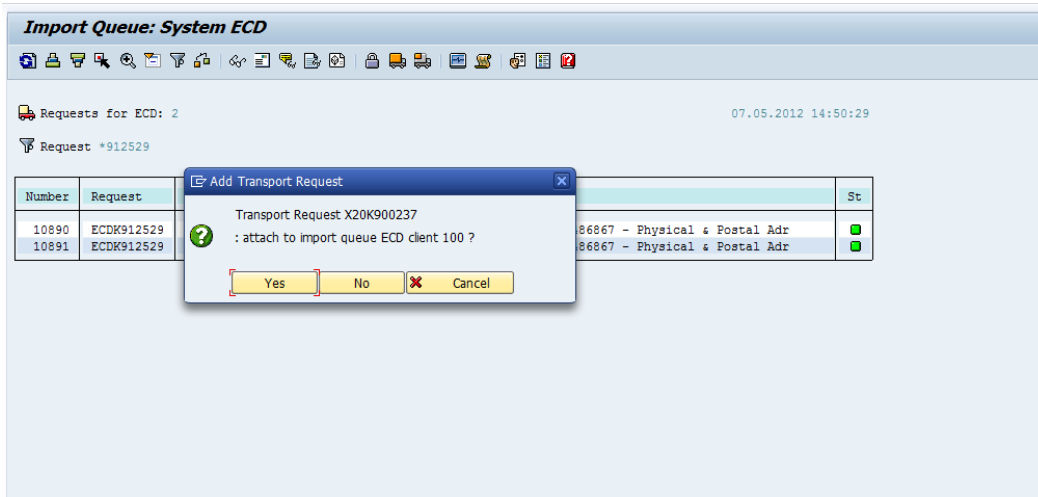 Import Queue: System ECD
Requests for ECD: 2
07.05.2012 14:50:29
Request *912529
Add Transport Request
Transport Request X20K900237
: attach to import queue ECD client 100 ?
Yes No Cancel
Number Request St
10890 ECDK912529 86867 - Physical & Postal Adr
10891 ECDK912529 86867 - Physical & Postal Adr